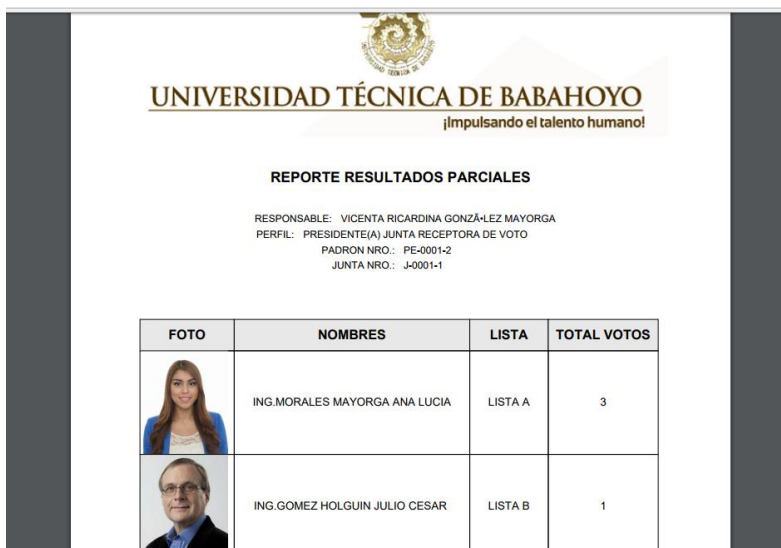 UNIVERSIDAD TÉCNICA DE BABAHOYO
¡Impulsando el talento humano!
REPORTE RESULTADOS PARCIALES
RESPONSABLE: VICENTA RICARDINA GONZÃ•LEZ MAYORGA
PERFIL: PRESIDENTE(A) JUNTA RECEPTORA DE VOTO
PADRON NRO.: PE-0001-2
JUNTA NRO.: J-0001-1
FOTO NOMBRES LISTA TOTAL VOTOS
ING.MORALES MAYORGA ANA LUCIA LISTA A 3
ING.GOMEZ HOLGUIN JULIO CESAR LISTA B 1